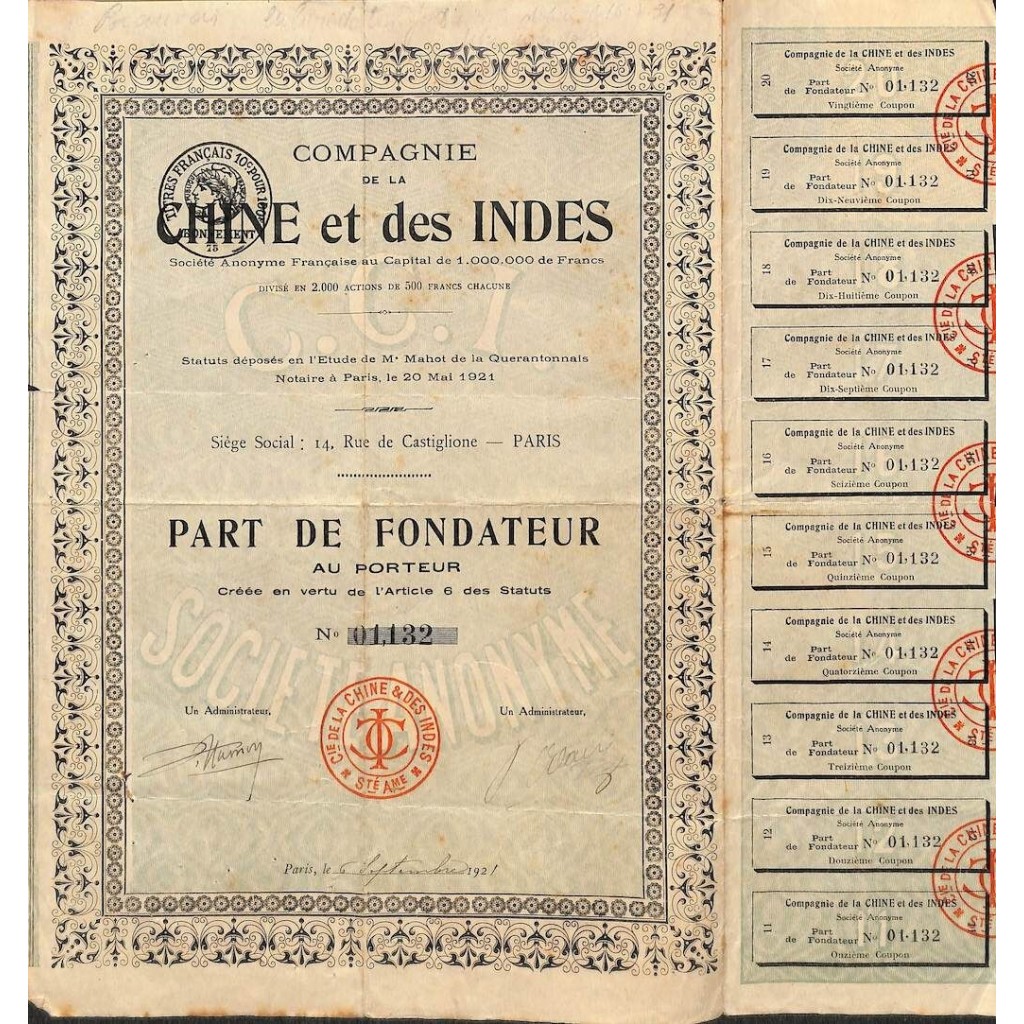 TITRES FRANÇAIS 10c POUR 100f
ABONNEMENT
75
COMPAGNIE
DE LA
CHINE et des INDES
Société Anonyme Française au Capital de 1.000.000 de Francs
DIVISÉ EN 2.000 ACTIONS DE 500 FRANCS CHACUNE
C.C.I
Statuts déposés en l'Etude de Me Mahot de la Querantonnais
Notaire à Paris, le 20 Mai 1921
Siége Social : 14, Rue de Castiglione — PARIS
PART DE FONDATEUR
AU PORTEUR
Créée en vertu de l'Article 6 des Statuts
No 01,132
SOCIETE ANONYME
Un Administrateur,
Un Administrateur,
CIE DE LA CHINE & DES INDES
STÉ AME
Paris, le 6 Septembre 1921
Compagnie de la CHINE et des INDES
Société Anonyme
20
Part de Fondateur No 01.132
Vingtième Coupon
Compagnie de la CHINE et des INDES
Société Anonyme
19
Part de Fondateur No 01.132
Dix-Neuvième Coupon
Compagnie de la CHINE et des INDES
Société Anonyme
18
Part de Fondateur No 01.132
Dix-Huitième Coupon
Compagnie de la CHINE et des INDES
Société Anonyme
17
Part de Fondateur No 01.132
Dix-Septième Coupon
Compagnie de la CHINE et des INDES
Société Anonyme
16
Part de Fondateur No 01.132
Seizième Coupon
Compagnie de la CHINE et des INDES
Société Anonyme
15
Part de Fondateur No 01.132
Quinzième Coupon
Compagnie de la CHINE et des INDES
Société Anonyme
14
Part de Fondateur No 01.132
Quatorzième Coupon
Compagnie de la CHINE et des INDES
Société Anonyme
13
Part de Fondateur No 01.132
Treizième Coupon
Compagnie de la CHINE et des INDES
Société Anonyme
12
Part de Fondateur No 01.132
Douzième Coupon
Compagnie de la CHINE et des INDES
Société Anonyme
11
Part de Fondateur No 01.132
Onzième Coupon